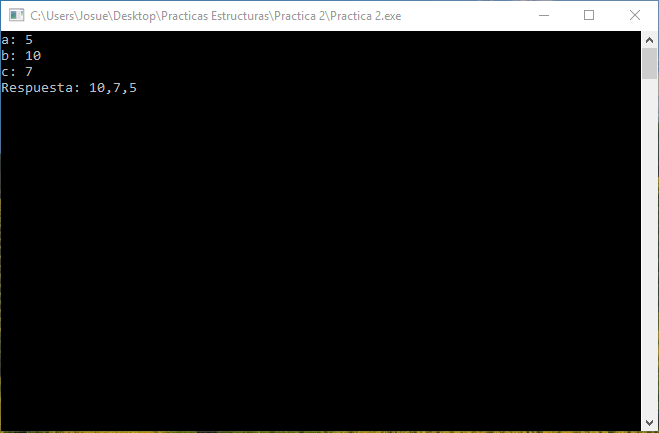 C:\Users\Josue\Desktop\Practicas Estructuras\Practica 2\Practica 2.exe
a: 5
b: 10
c: 7
Respuesta: 10,7,5